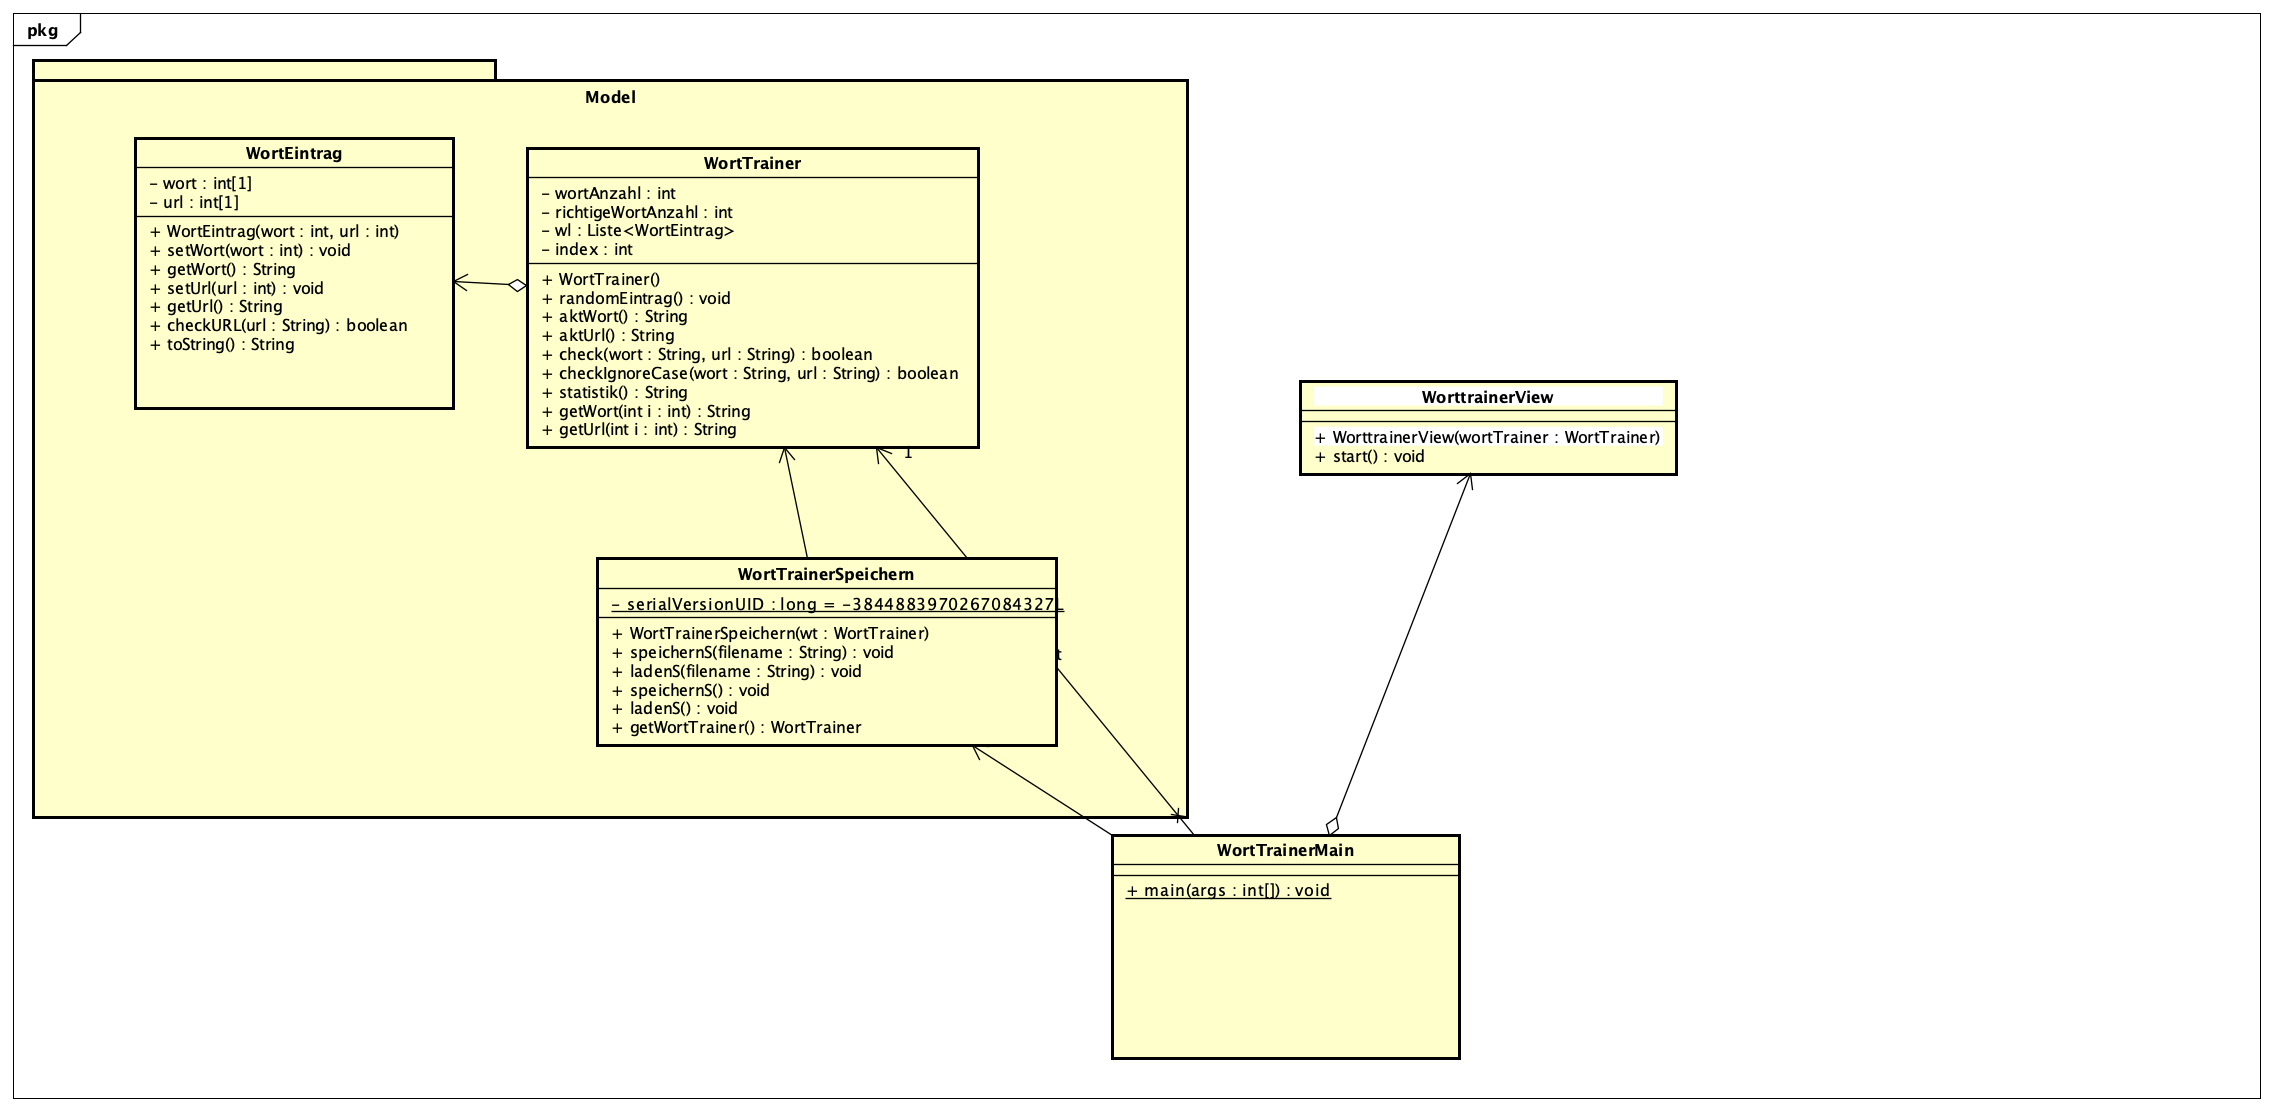 pkg
Model
WortEintrag
– wort : int[1]
– url : int[1]
+ WortEintrag(wort : int, url : int)
+ setWort(wort : int) : void
+ getWort() : String
+ setUrl(url : int) : void
+ getUrl() : String
+ checkURL(url : String) : boolean
+ toString() : String
WortTrainer
– wortAnzahl : int
– richtigeWortAnzahl : int
– wl : Liste<WortEintrag>
– index : int
+ WortTrainer()
+ randomEintrag() : void
+ aktWort() : String
+ aktUrl() : String
+ check(wort : String, url : String) : boolean
+ checkIgnoreCase(wort : String, url : String) : boolean
+ statistik() : String
+ getWort(int i : int) : String
+ getUrl(int i : int) : String
1
WorttrainerView
+ WorttrainerView(wortTrainer : WortTrainer)
+ start() : void
WortTrainerSpeichern
– serialVersionUID : long = –3844883970267084327L
+ WortTrainerSpeichern(wt : WortTrainer)
+ speichernS(filename : String) : void
+ ladenS(filename : String) : void
+ speichernS() : void
+ ladenS() : void
+ getWortTrainer() : WortTrainer
WortTrainerMain
+ main(args : int[]) : void